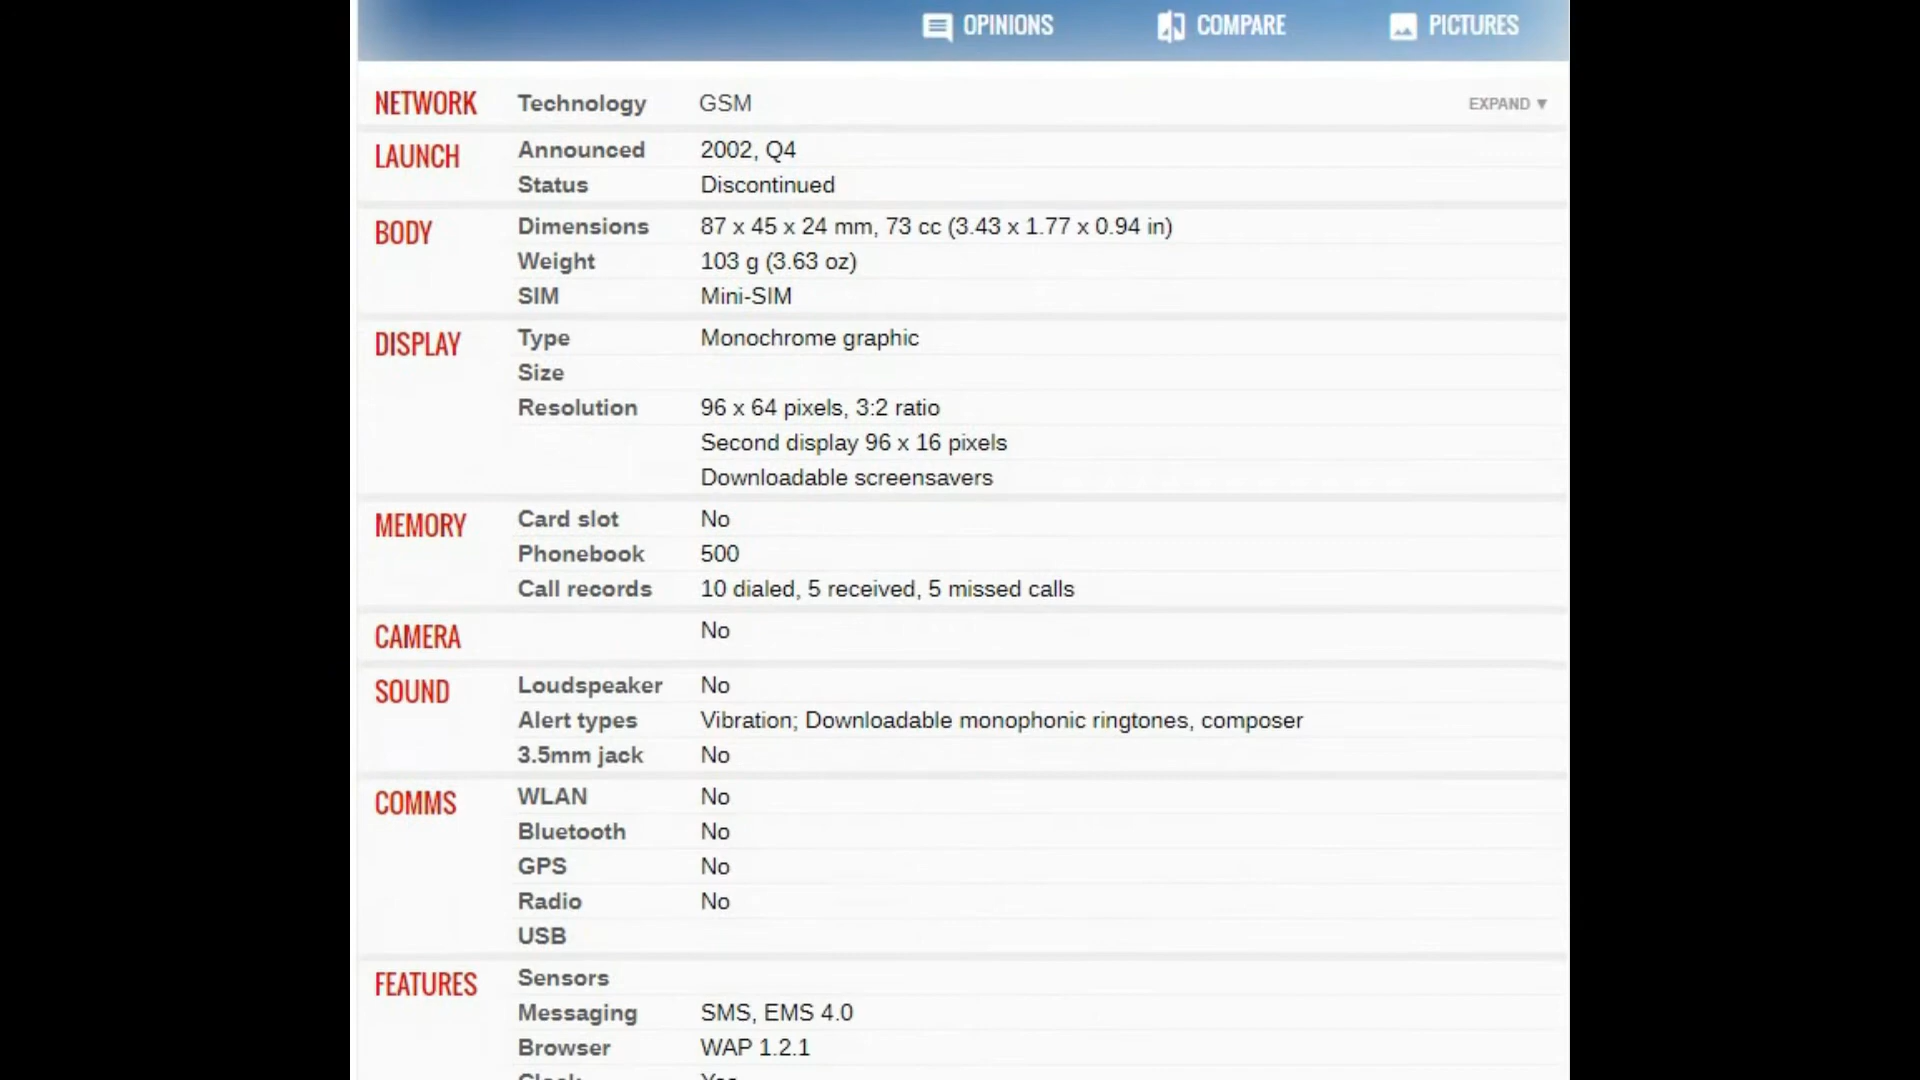 OPINIONS COMPARE PICTURES
NETWORK Technology GSM EXPAND ▼
LAUNCH Announced 2002, Q4
Status Discontinued
BODY Dimensions 87 x 45 x 24 mm, 73 cc (3.43 x 1.77 x 0.94 in)
Weight 103 g (3.63 oz)
SIM Mini-SIM
DISPLAY Type Monochrome graphic
Size
Resolution 96 x 64 pixels, 3:2 ratio
Second display 96 x 16 pixels
Downloadable screensavers
MEMORY Card slot No
Phonebook 500
Call records 10 dialed, 5 received, 5 missed calls
CAMERA No
SOUND Loudspeaker No
Alert types Vibration; Downloadable monophonic ringtones, composer
3.5mm jack No
COMMS WLAN No
Bluetooth No
GPS No
Radio No
USB
FEATURES Sensors
Messaging SMS, EMS 4.0
Browser WAP 1.2.1
Clock Yes